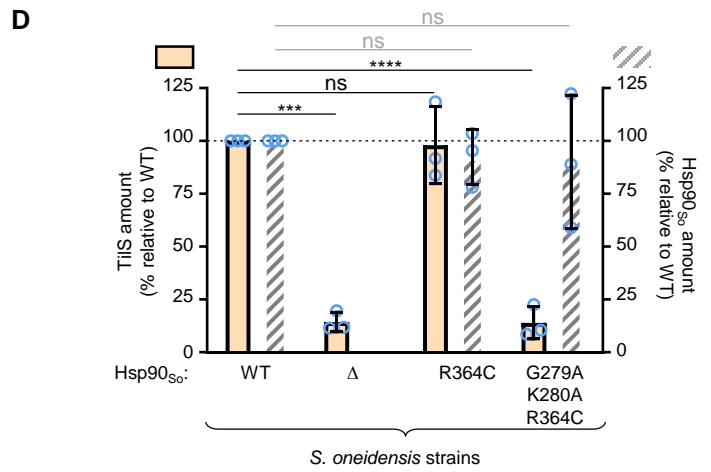 D
ns
ns
****
ns
***
125 125
100 100
75 75
50 50
25 25
0 0
TilS amount
(% relative to WT)
Hsp90So amount
(% relative to WT)
Hsp90So: WT Δ R364C G279A
K280A
R364C
S. oneidensis strains